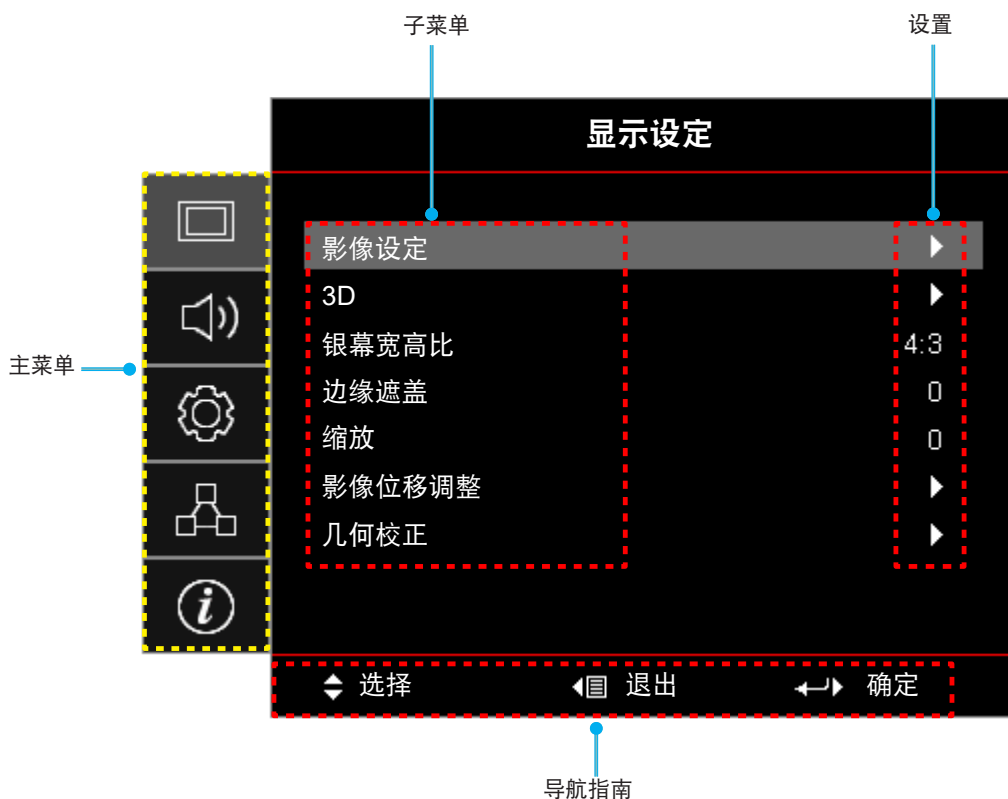 子菜单
设置
显示设定
影像设定
3D
银幕宽高比 4:3
边缘遮盖 0
缩放 0
影像位移调整
几何校正
主菜单
选择 退出 确定
导航指南